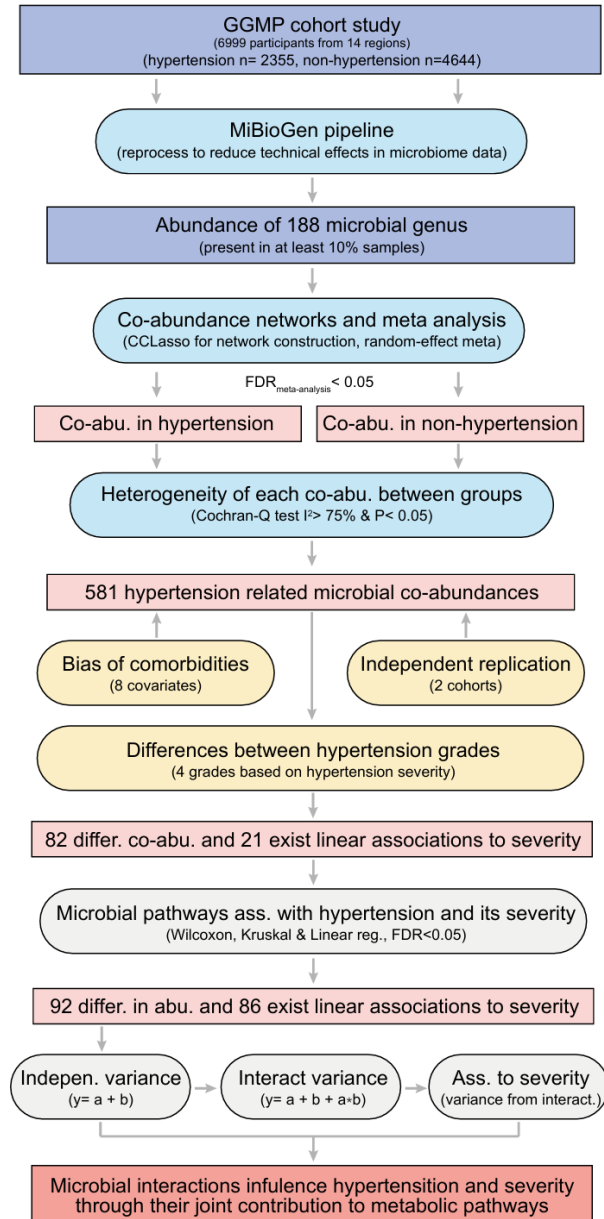 GGMP cohort study
(6999 participants from 14 regions)
(hypertension n= 2355, non-hypertension n=4644)
MiBioGen pipeline
(reprocess to reduce technical effects in microbiome data)
Abundance of 188 microbial genus
(present in at least 10% samples)
Co-abundance networks and meta analysis
(CCLasso for network construction, random-effect meta)
FDRmeta-analysis< 0.05
Co-abu. in hypertension
Co-abu. in non-hypertension
Heterogeneity of each co-abu. between groups
(Cochran-Q test I²> 75% & P< 0.05)
581 hypertension related microbial co-abundances
Bias of comorbidities
(8 covariates)
Independent replication
(2 cohorts)
Differences between hypertension grades
(4 grades based on hypertension severity)
82 differ. co-abu. and 21 exist linear associations to severity
Microbial pathways ass. with hypertension and its severity
(Wilcoxon, Kruskal & Linear reg., FDR<0.05)
92 differ. in abu. and 86 exist linear associations to severity
Indepen. variance
(y= a + b)
Interact variance
(y= a + b + a*b)
Ass. to severity
(variance from interact.)
Microbial interactions infulence hypertensition and severity
through their joint contribution to metabolic pathways